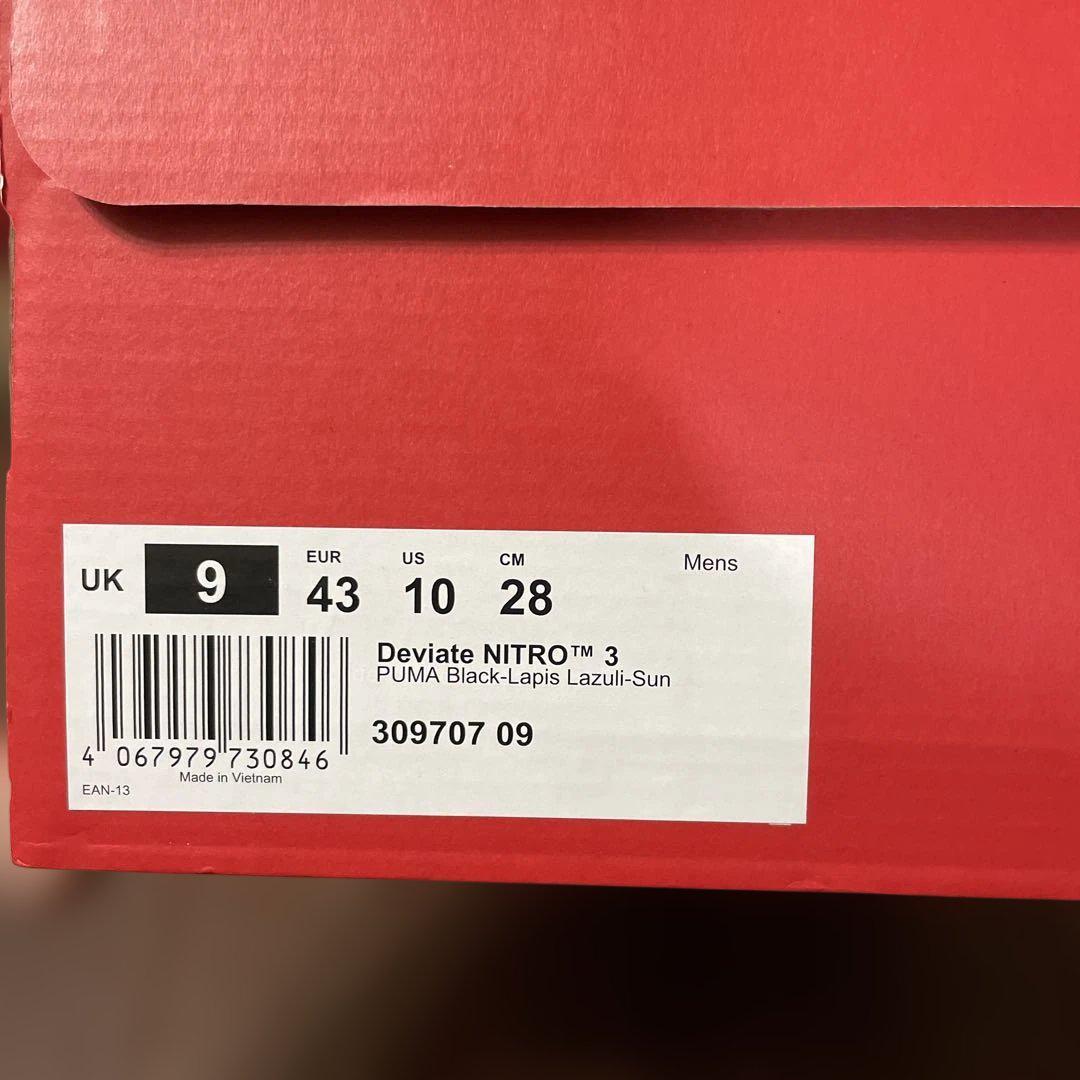 UK 9 EUR 43 US 10 CM 28 Mens
Deviate NITRO™ 3
PUMA Black-Lapis Lazuli-Sun
309707 09
4 067979 730846
Made in Vietnam
EAN-13